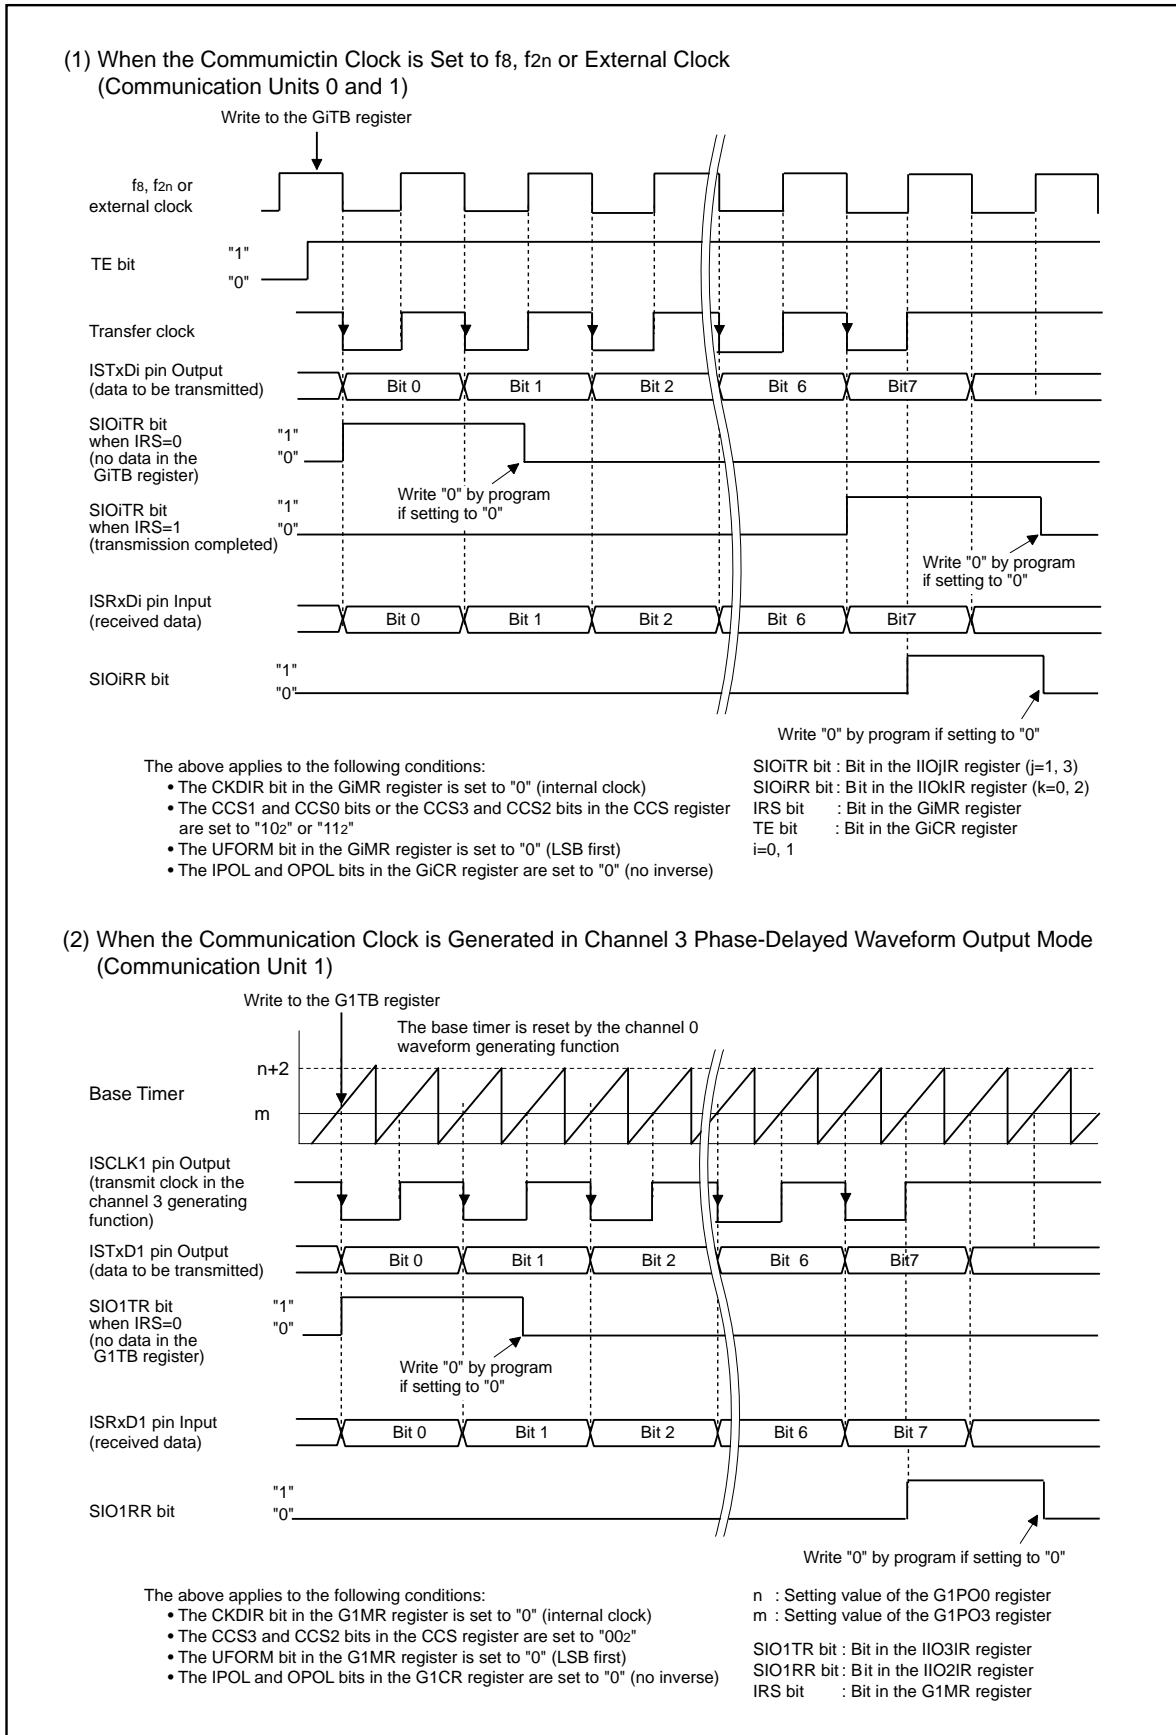 (1) When the Commumictin Clock is Set to f8, f2n or External Clock
(Communication Units 0 and 1)
Write to the GiTB register
f8, f2n or
external clock
TE bit
"1"
"0"
Transfer clock
ISTxDi pin Output
(data to be transmitted)
Bit 0 Bit 1 Bit 2 Bit 6 Bit7
SIOiTR bit
when IRS=0
(no data in the
GiTB register)
"1"
"0"
Write "0" by program
if setting to "0"
SIOiTR bit
when IRS=1
(transmission completed)
"1"
"0"
Write "0" by program
if setting to "0"
ISRxDi pin Input
(received data)
Bit 0 Bit 1 Bit 2 Bit 6 Bit7
SIOiRR bit
"1"
"0"
Write "0" by program if setting to "0"
The above applies to the following conditions:
• The CKDIR bit in the GiMR register is set to "0" (internal clock)
• The CCS1 and CCS0 bits or the CCS3 and CCS2 bits in the CCS register
are set to "102" or "112"
• The UFORM bit in the GiMR register is set to "0" (LSB first)
• The IPOL and OPOL bits in the GiCR register are set to "0" (no inverse)
SIOiTR bit : Bit in the IIOjIR register (j=1, 3)
SIOiRR bit : Bit in the IIOkIR register (k=0, 2)
IRS bit : Bit in the GiMR register
TE bit : Bit in the GiCR register
i=0, 1
(2) When the Communication Clock is Generated in Channel 3 Phase-Delayed Waveform Output Mode
(Communication Unit 1)
Write to the G1TB register
The base timer is reset by the channel 0
waveform generating function
Base Timer
n+2
m
ISCLK1 pin Output
(transmit clock in the
channel 3 generating
function)
ISTxD1 pin Output
(data to be transmitted)
Bit 0 Bit 1 Bit 2 Bit 6 Bit7
SIO1TR bit
when IRS=0
(no data in the
G1TB register)
"1"
"0"
Write "0" by program
if setting to "0"
ISRxD1 pin Input
(received data)
Bit 0 Bit 1 Bit 2 Bit 6 Bit 7
SIO1RR bit
"1"
"0"
Write "0" by program if setting to "0"
The above applies to the following conditions:
• The CKDIR bit in the G1MR register is set to "0" (internal clock)
• The CCS3 and CCS2 bits in the CCS register are set to "002"
• The UFORM bit in the G1MR register is set to "0" (LSB first)
• The IPOL and OPOL bits in the G1CR register are set to "0" (no inverse)
n : Setting value of the G1PO0 register
m : Setting value of the G1PO3 register
SIO1TR bit : Bit in the IIO3IR register
SIO1RR bit : Bit in the IIO2IR register
IRS bit : Bit in the G1MR register